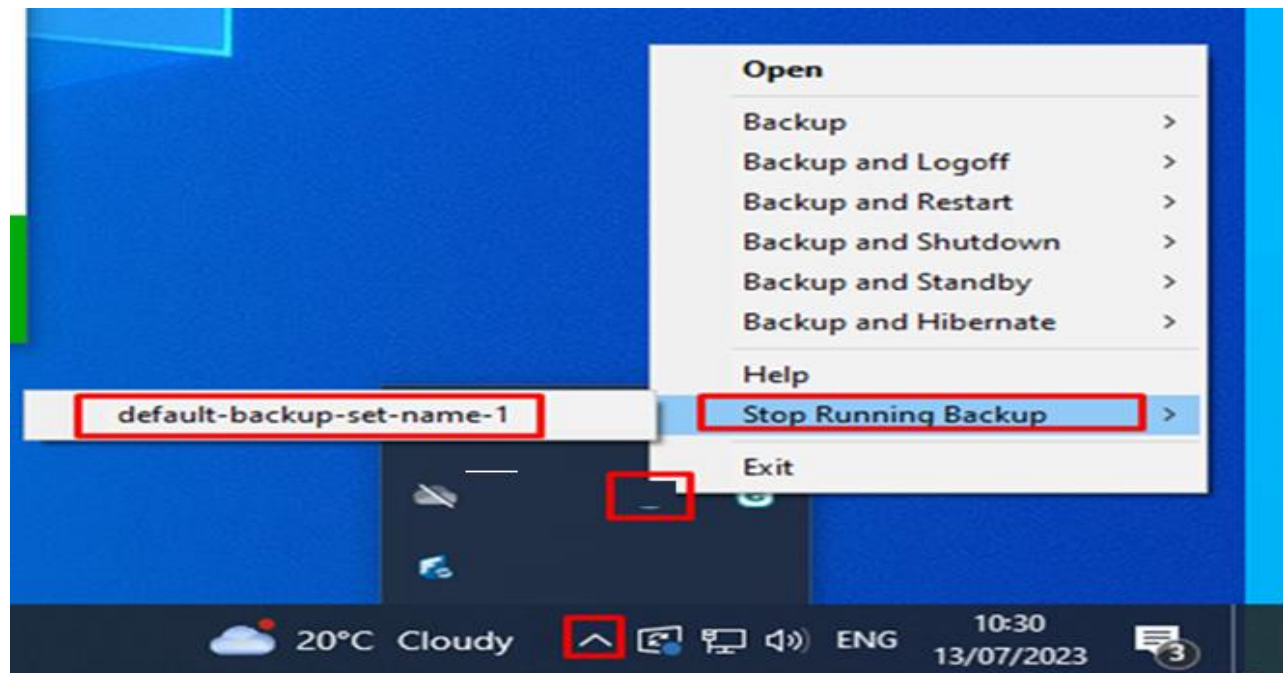 Open
Backup
Backup and Logoff
Backup and Restart
Backup and Shutdown
Backup and Standby
Backup and Hibernate
Help
default-backup-set-name-1
Stop Running Backup
Exit
20°C Cloudy
ENG
10:30
13/07/2023
3